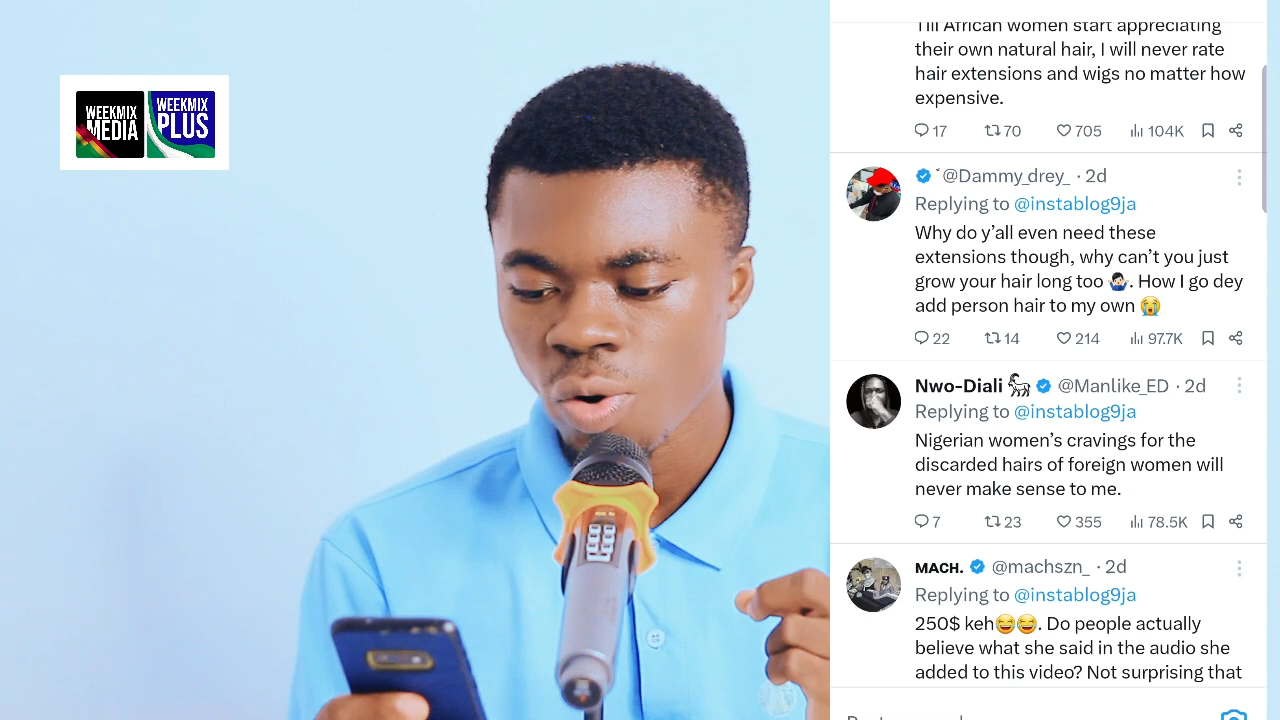 WEEKMIX
MEDIA
WEEKMIX
PLUS
Till African women start appreciating
their own natural hair, I will never rate
hair extensions and wigs no matter how
expensive.
17 70 705 104K
@Dammy_drey_ · 2d
Replying to @instablog9ja
Why do y’all even need these
extensions though, why can’t you just
grow your hair long too 🤷🏻‍♂️. How I go dey
add person hair to my own 😭
22 14 214 97.7K
Nwo-Diali 🐐 @Manlike_ED · 2d
Replying to @instablog9ja
Nigerian women’s cravings for the
discarded hairs of foreign women will
never make sense to me.
7 23 355 78.5K
MACH. @machszn_ · 2d
Replying to @instablog9ja
250$ keh😂😂. Do people actually
believe what she said in the audio she
added to this video? Not surprising that